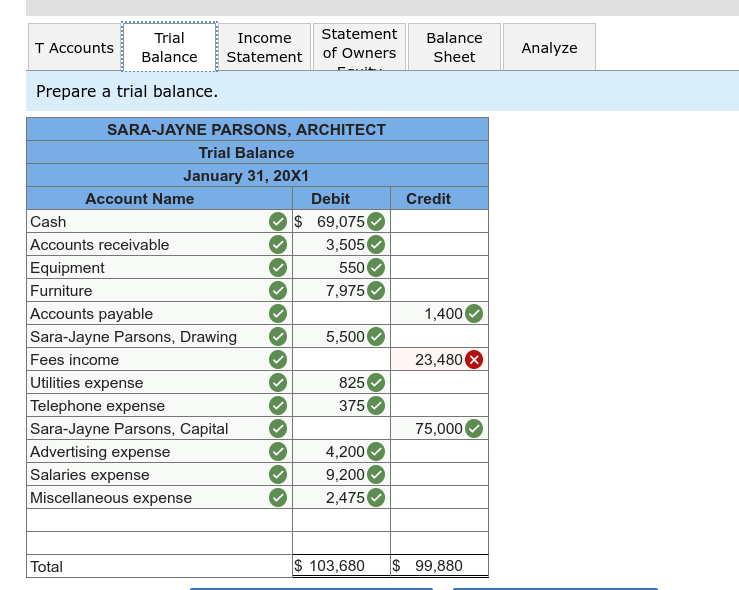 T Accounts
Trial
Balance
Income
Statement
Statement
of Owners
Equity
Balance
Sheet
Analyze
Prepare a trial balance.
SARA-JAYNE PARSONS, ARCHITECT
Trial Balance
January 31, 20X1
Account Name Debit Credit
Cash $ 69,075
Accounts receivable 3,505
Equipment 550
Furniture 7,975
Accounts payable 1,400
Sara-Jayne Parsons, Drawing 5,500
Fees income 23,480
Utilities expense 825
Telephone expense 375
Sara-Jayne Parsons, Capital 75,000
Advertising expense 4,200
Salaries expense 9,200
Miscellaneous expense 2,475
Total $ 103,680 $ 99,880